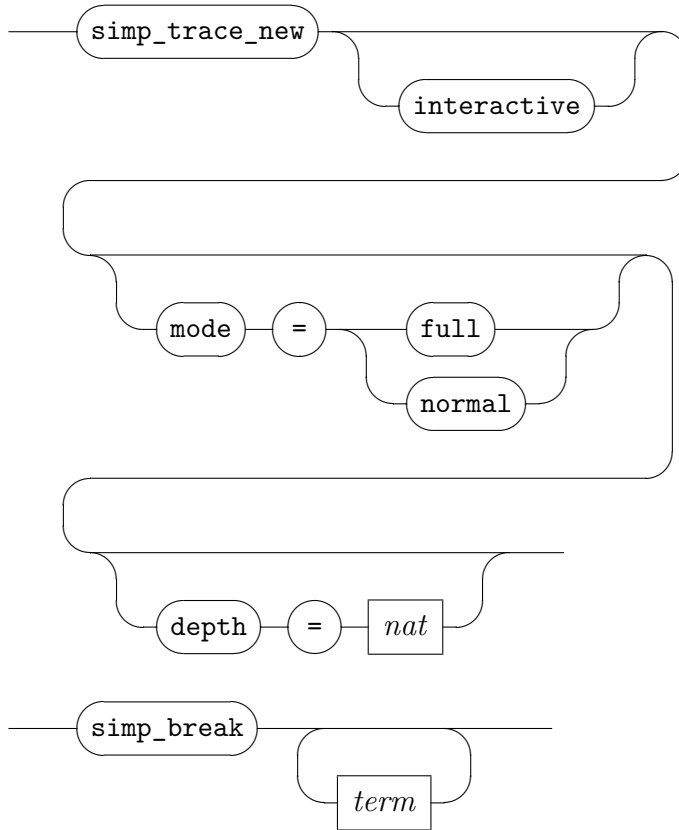 simp_trace_new
interactive
mode = full
normal
depth = nat
simp_break
term